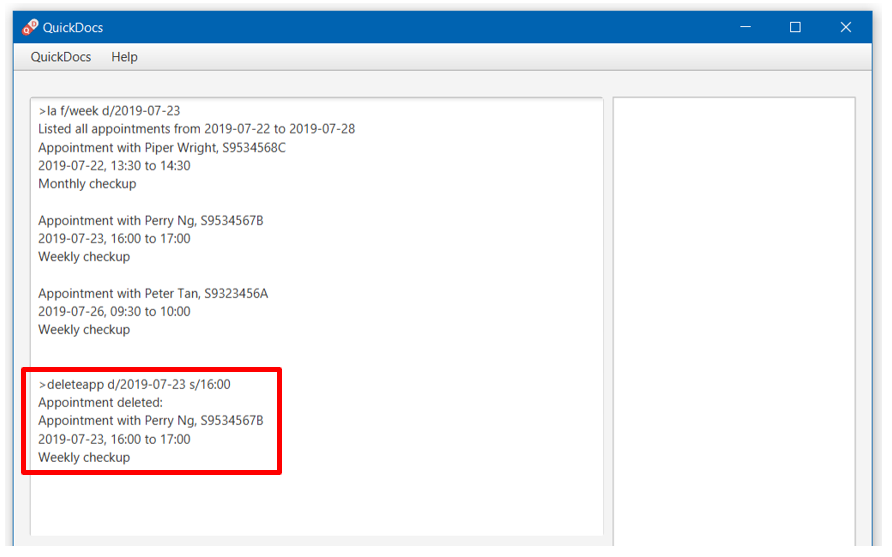 QuickDocs
QuickDocs Help
>la f/week d/2019-07-23
Listed all appointments from 2019-07-22 to 2019-07-28
Appointment with Piper Wright, S9534568C
2019-07-22, 13:30 to 14:30
Monthly checkup
Appointment with Perry Ng, S9534567B
2019-07-23, 16:00 to 17:00
Weekly checkup
Appointment with Peter Tan, S9323456A
2019-07-26, 09:30 to 10:00
Weekly checkup
>deleteapp d/2019-07-23 s/16:00
Appointment deleted:
Appointment with Perry Ng, S9534567B
2019-07-23, 16:00 to 17:00
Weekly checkup